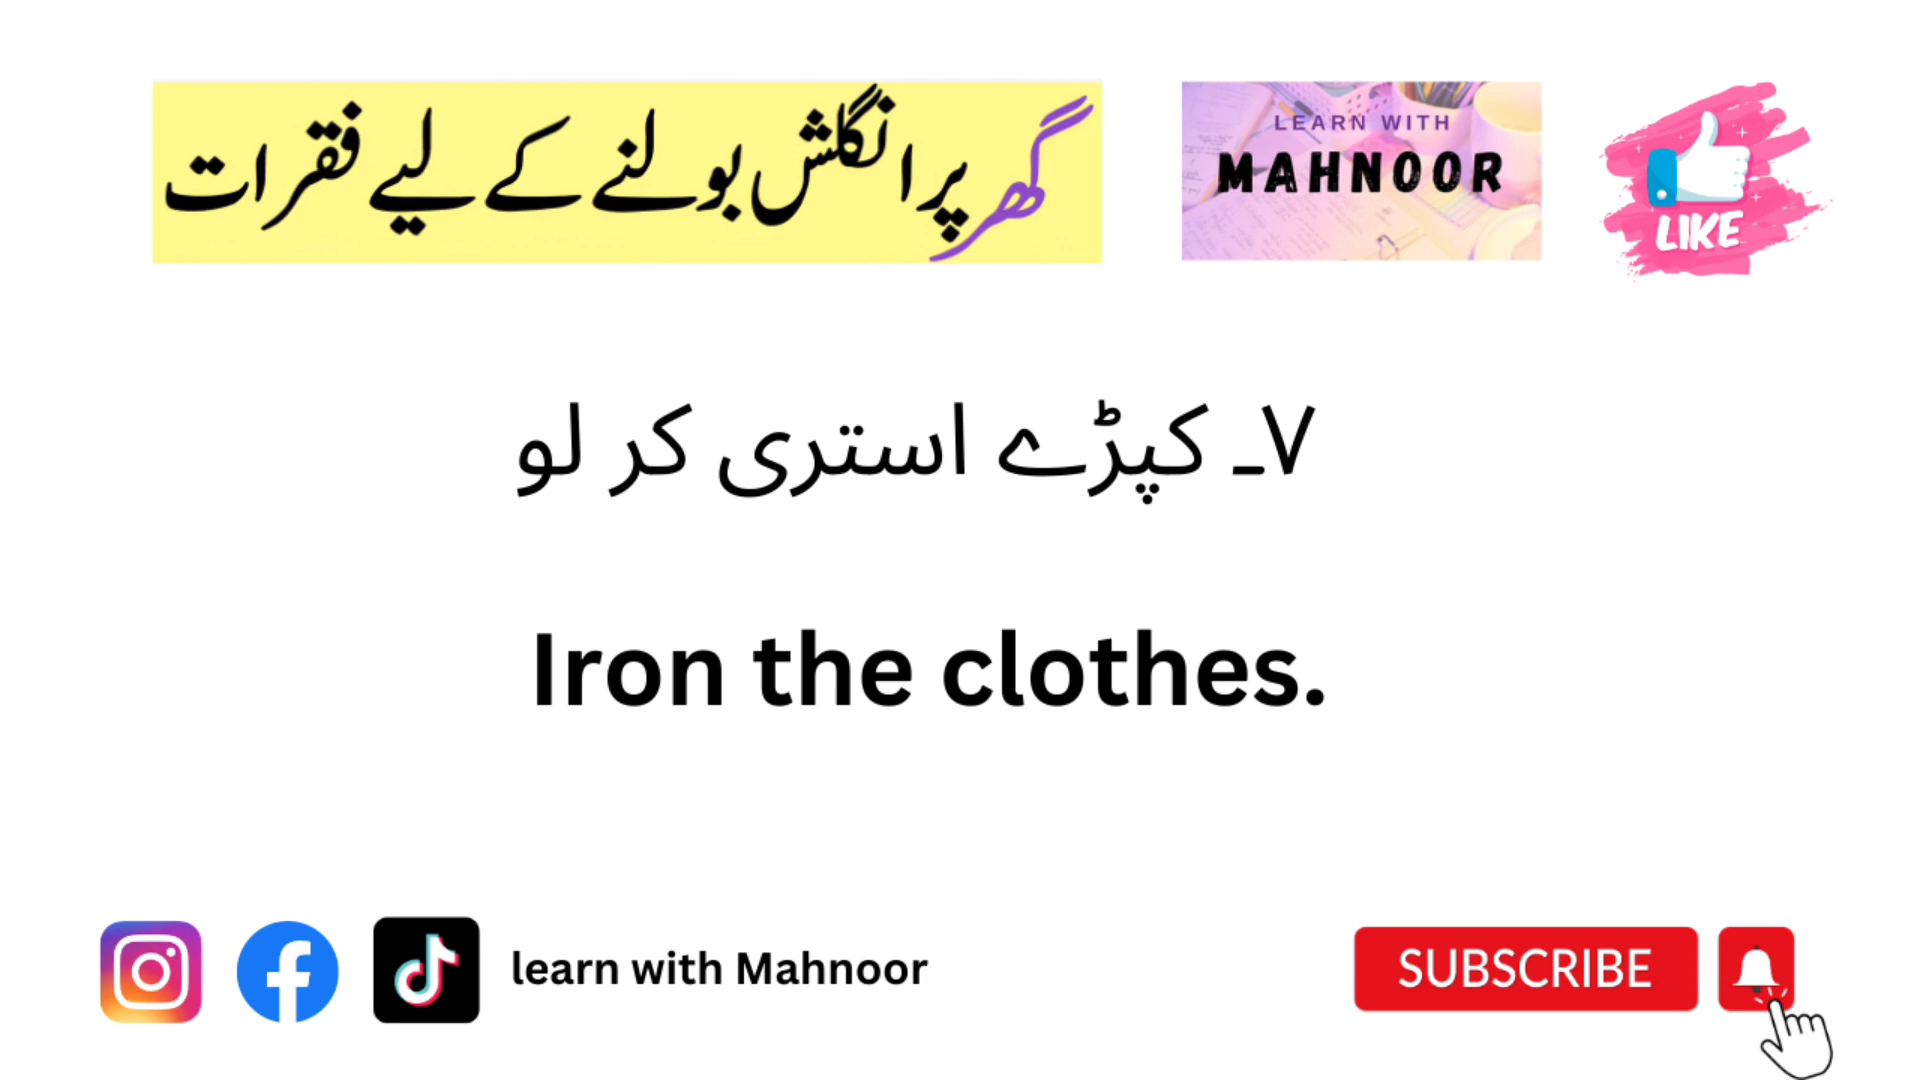 گھر پر انگلش بولنے کے لیے فقرات
LEARN WITH
MAHNOOR
LIKE
٧۔ کپڑے استری کر لو
Iron the clothes.
learn with Mahnoor
SUBSCRIBE